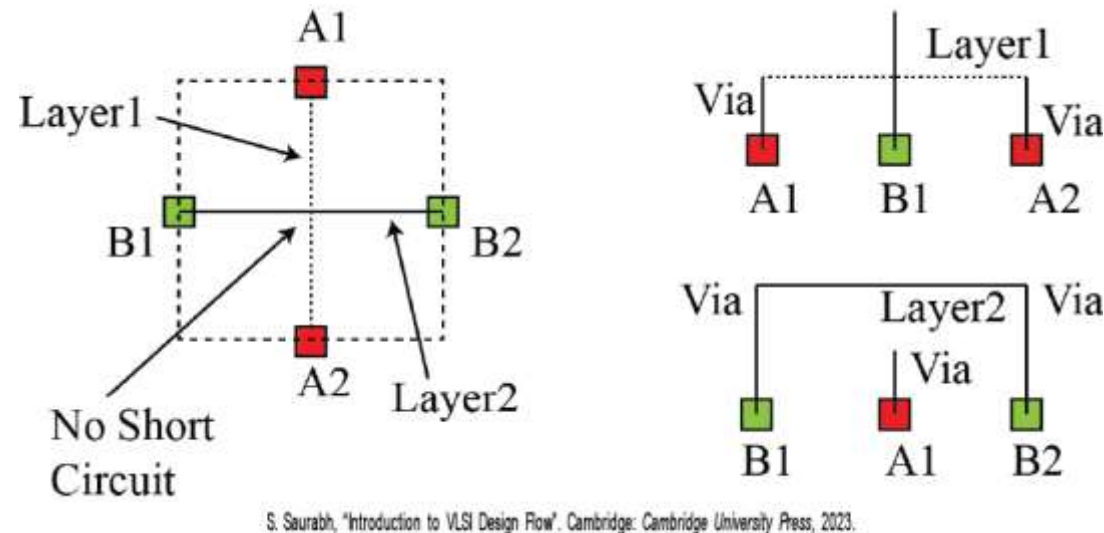 A1
Layer1
B1
B2
A2
Layer2
No Short
Circuit
Layer1
Via
Via
A1
B1
A2
Via
Via
Layer2
Via
B1
A1
B2
S. Saurabh, "Introduction to VLSI Design Flow". Cambridge: Cambridge University Press, 2023.